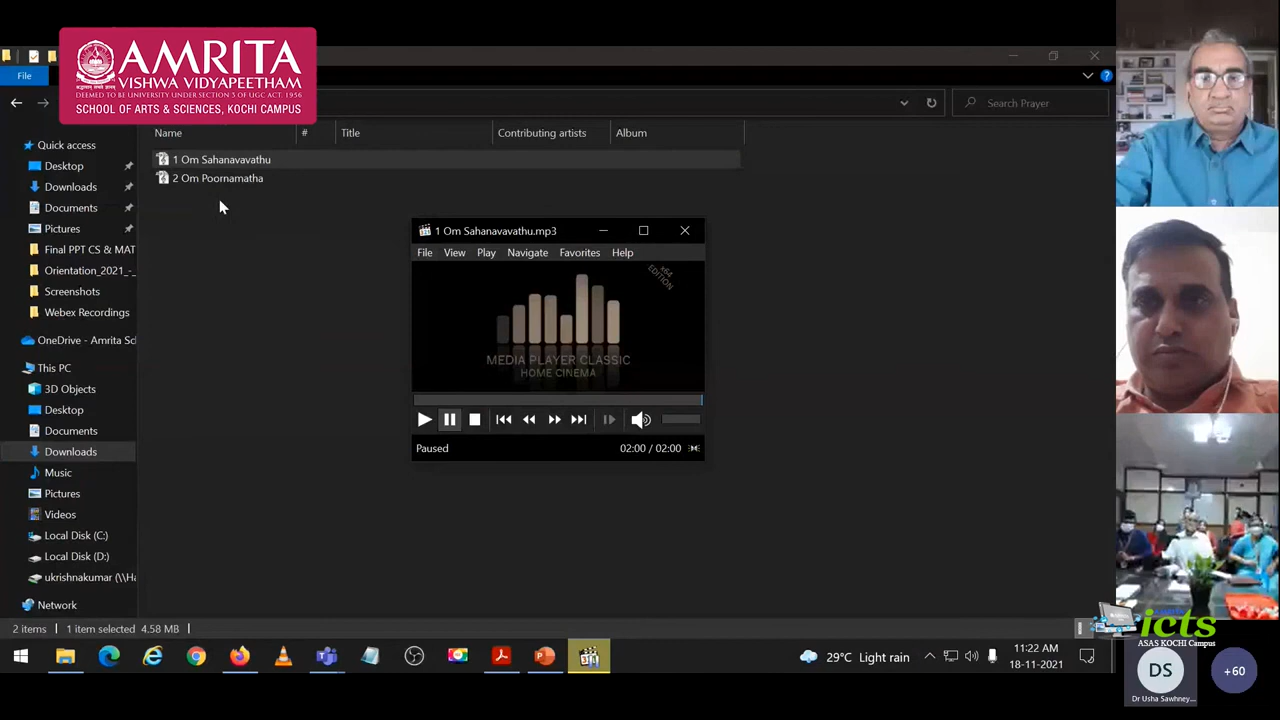 AMRITA
VISHWA VIDYAPEETHAM
DEEMED TO BE UNIVERSITY UNDER SECTION 3 OF UGC ACT, 1956
SCHOOL OF ARTS & SCIENCES, KOCHI CAMPUS
File
Search Prayer
Name # Title Contributing artists Album
1 Om Sahanavavathu
2 Om Poornamatha
Quick access
Desktop
Downloads
Documents
Pictures
Final PPT CS & MAT
Orientation_2021_-_
Screenshots
Webex Recordings
OneDrive - Amrita Sch
This PC
3D Objects
Desktop
Documents
Downloads
Music
Pictures
Videos
Local Disk (C:)
Local Disk (D:)
ukrishnakumar (\\Ha
Network
1 Om Sahanavavathu.mp3
File View Play Navigate Favorites Help
x64
EDITION
MEDIA PLAYER CLASSIC
HOME CINEMA
Paused 02:00 / 02:00
2 items 1 item selected 4.58 MB
icts
ASAS KOCHI Campus
29°C Light rain
11:22 AM
18-11-2021
DS
Dr Usha Sawhney...
+60